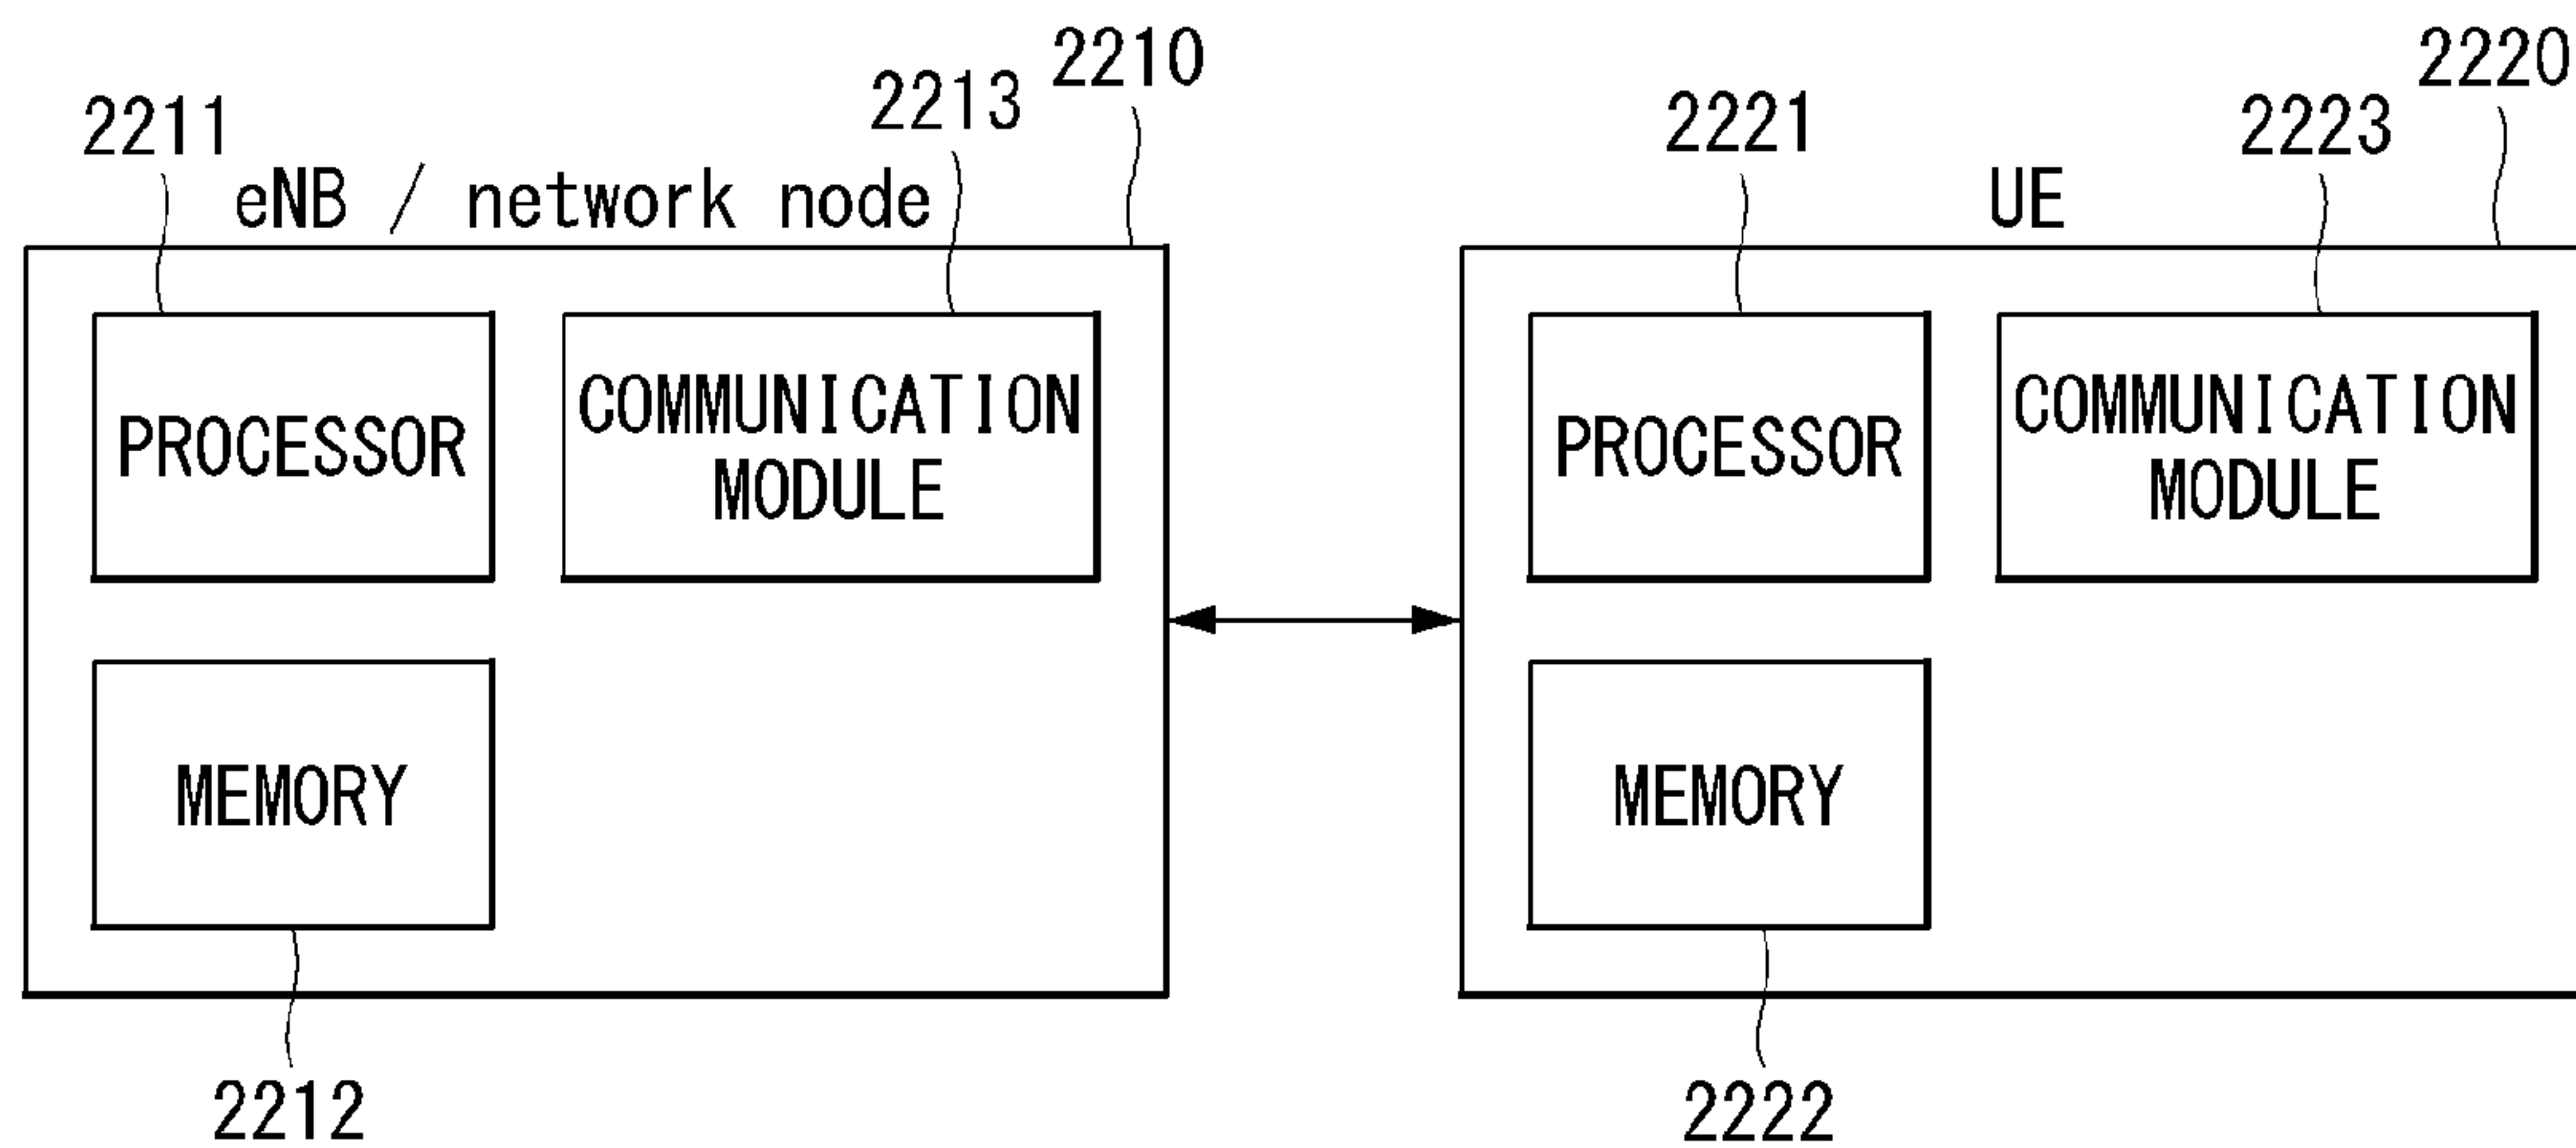 2210
2220
2213
2211
2221
2223
eNB / network node
UE
PROCESSOR
COMMUNICATION
MODULE
PROCESSOR
COMMUNICATION
MODULE
MEMORY
MEMORY
2212
2222